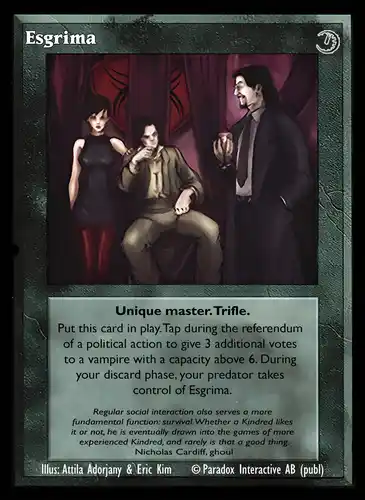 Esgrima
Unique master. Trifle.
Put this card in play. Tap during the referendum
of a political action to give 3 additional votes
to a vampire with a capacity above 6. During
your discard phase, your predator takes
control of Esgrima.
Regular social interaction also serves a more
fundamental function: survival. Whether a Kindred likes
it or not, he is eventually drawn into the games of more
experienced Kindred, and rarely is that a good thing.
Nicholas Cardiff, ghoul
Illus: Attila Adorjany & Eric Kim © Paradox Interactive AB (publ)